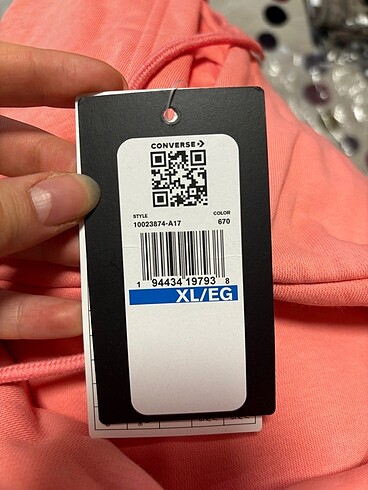 CONVERSE
STYLE COLOR
10023874-A17 670
1 94434 19793 8
XL/EG